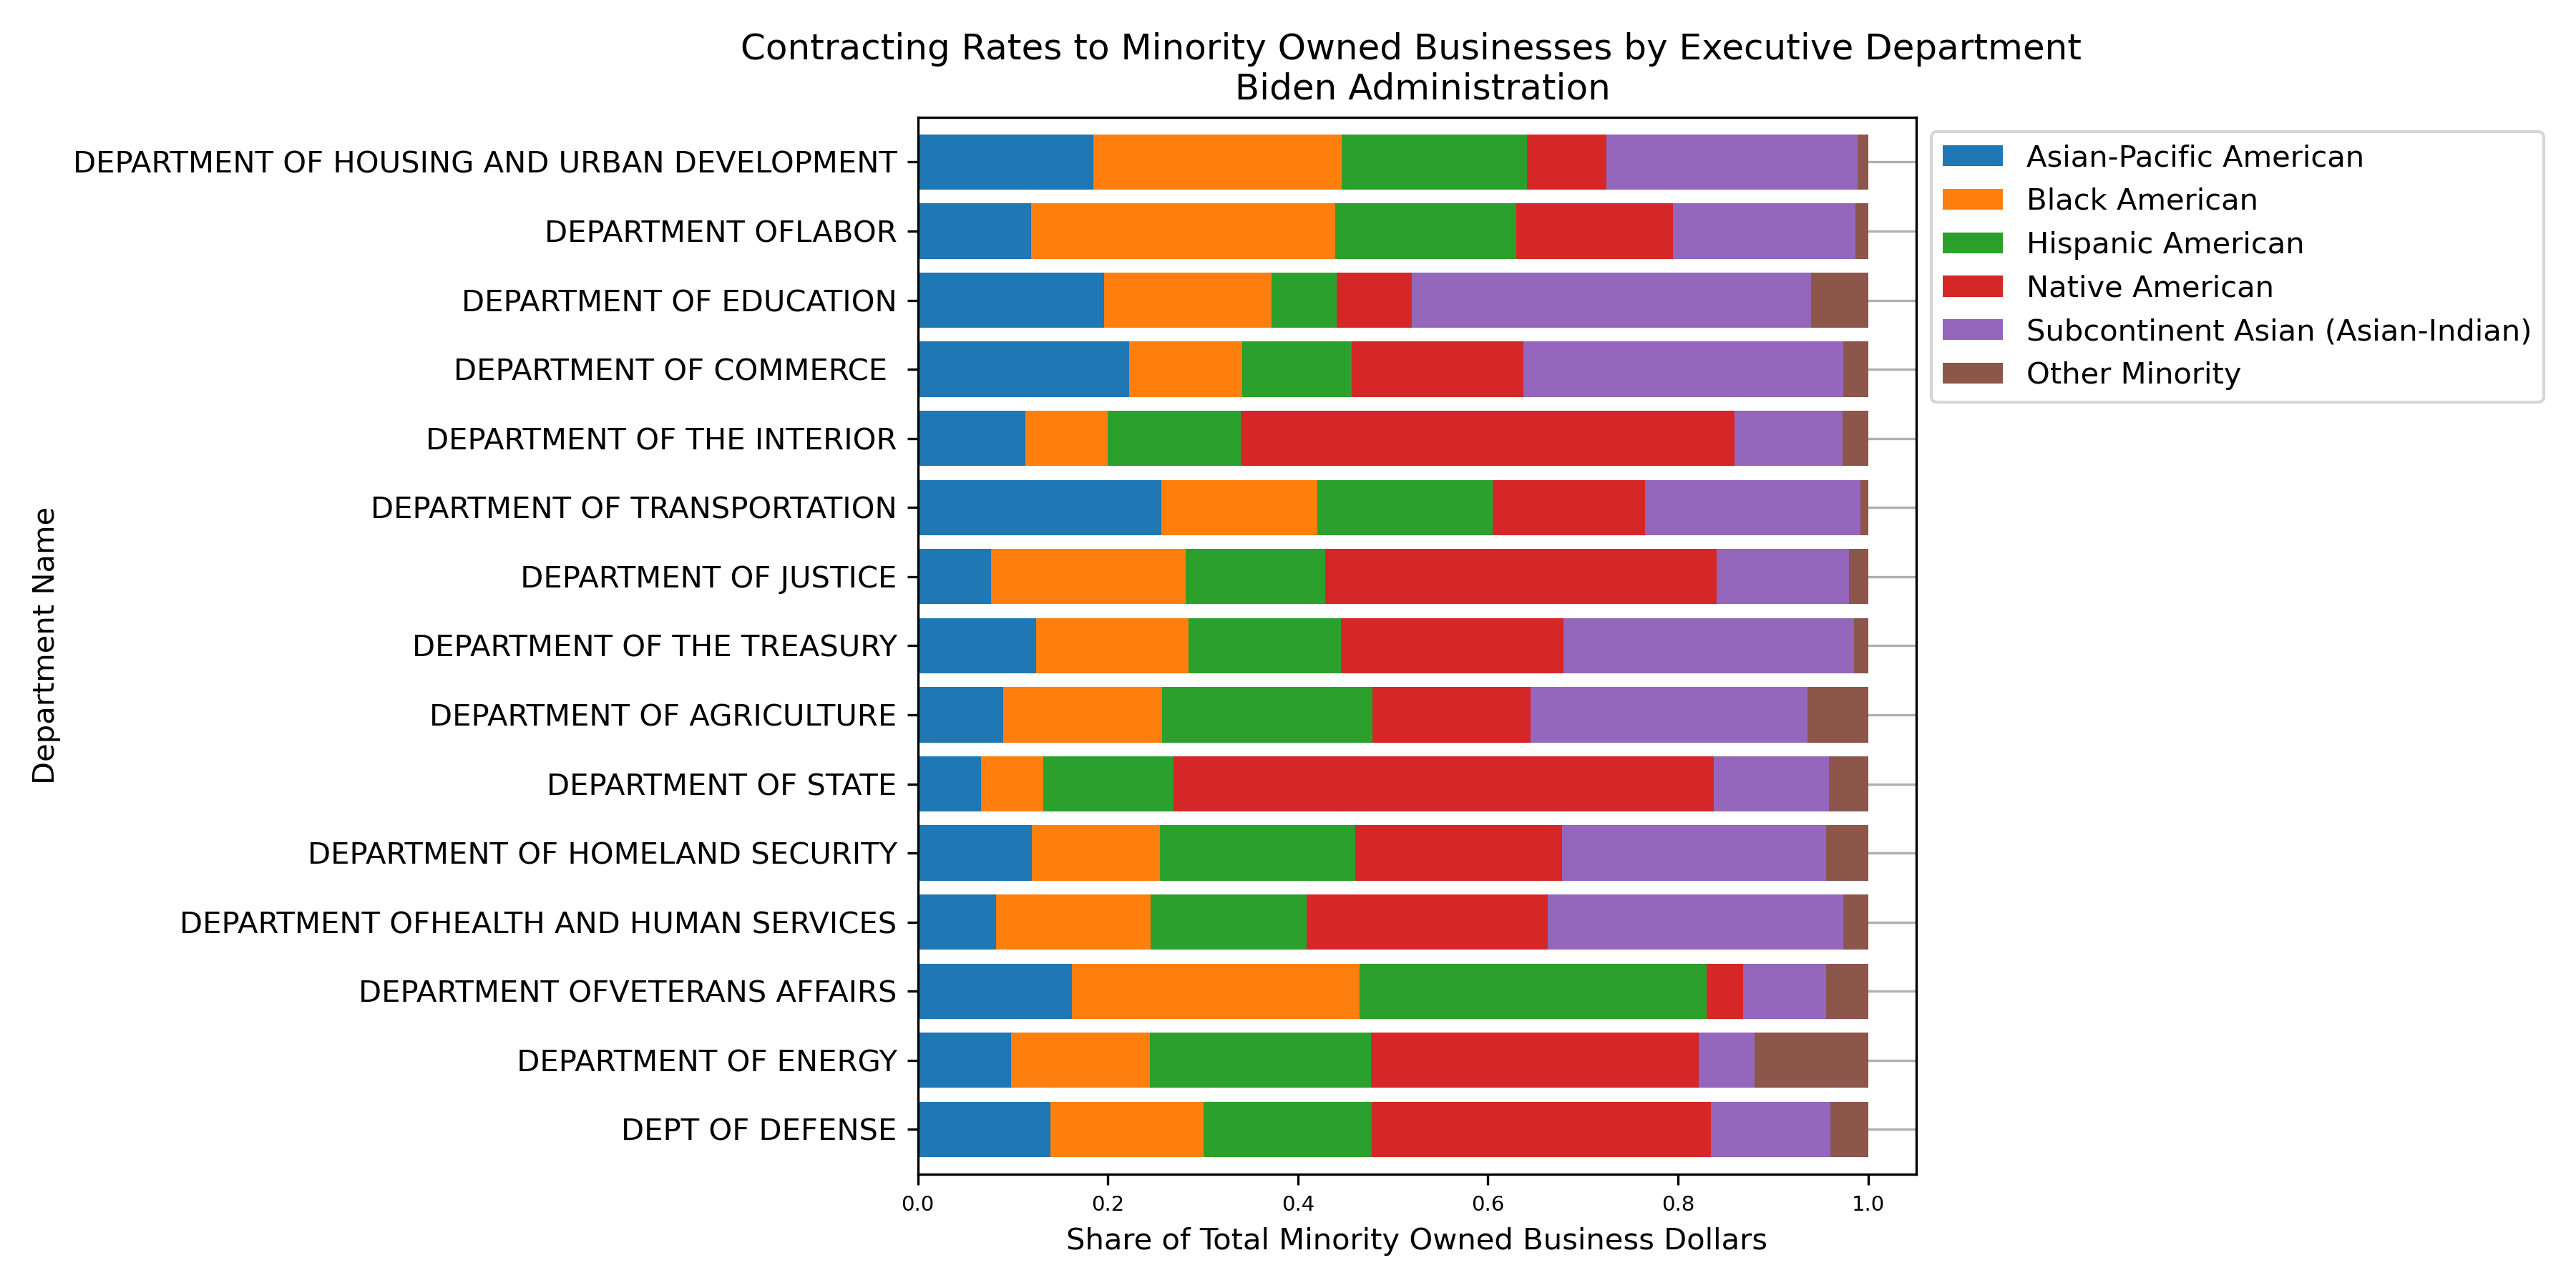 Contracting Rates to Minority Owned Businesses by Executive Department
Biden Administration
DEPARTMENT OF HOUSING AND URBAN DEVELOPMENT
DEPARTMENT OFLABOR
DEPARTMENT OF EDUCATION
DEPARTMENT OF COMMERCE
DEPARTMENT OF THE INTERIOR
DEPARTMENT OF TRANSPORTATION
DEPARTMENT OF JUSTICE
DEPARTMENT OF THE TREASURY
DEPARTMENT OF AGRICULTURE
DEPARTMENT OF STATE
DEPARTMENT OF HOMELAND SECURITY
DEPARTMENT OFHEALTH AND HUMAN SERVICES
DEPARTMENT OFVETERANS AFFAIRS
DEPARTMENT OF ENERGY
DEPT OF DEFENSE
Department Name
0.0 0.2 0.4 0.6 0.8 1.0
Share of Total Minority Owned Business Dollars
Asian-Pacific American
Black American
Hispanic American
Native American
Subcontinent Asian (Asian-Indian)
Other Minority